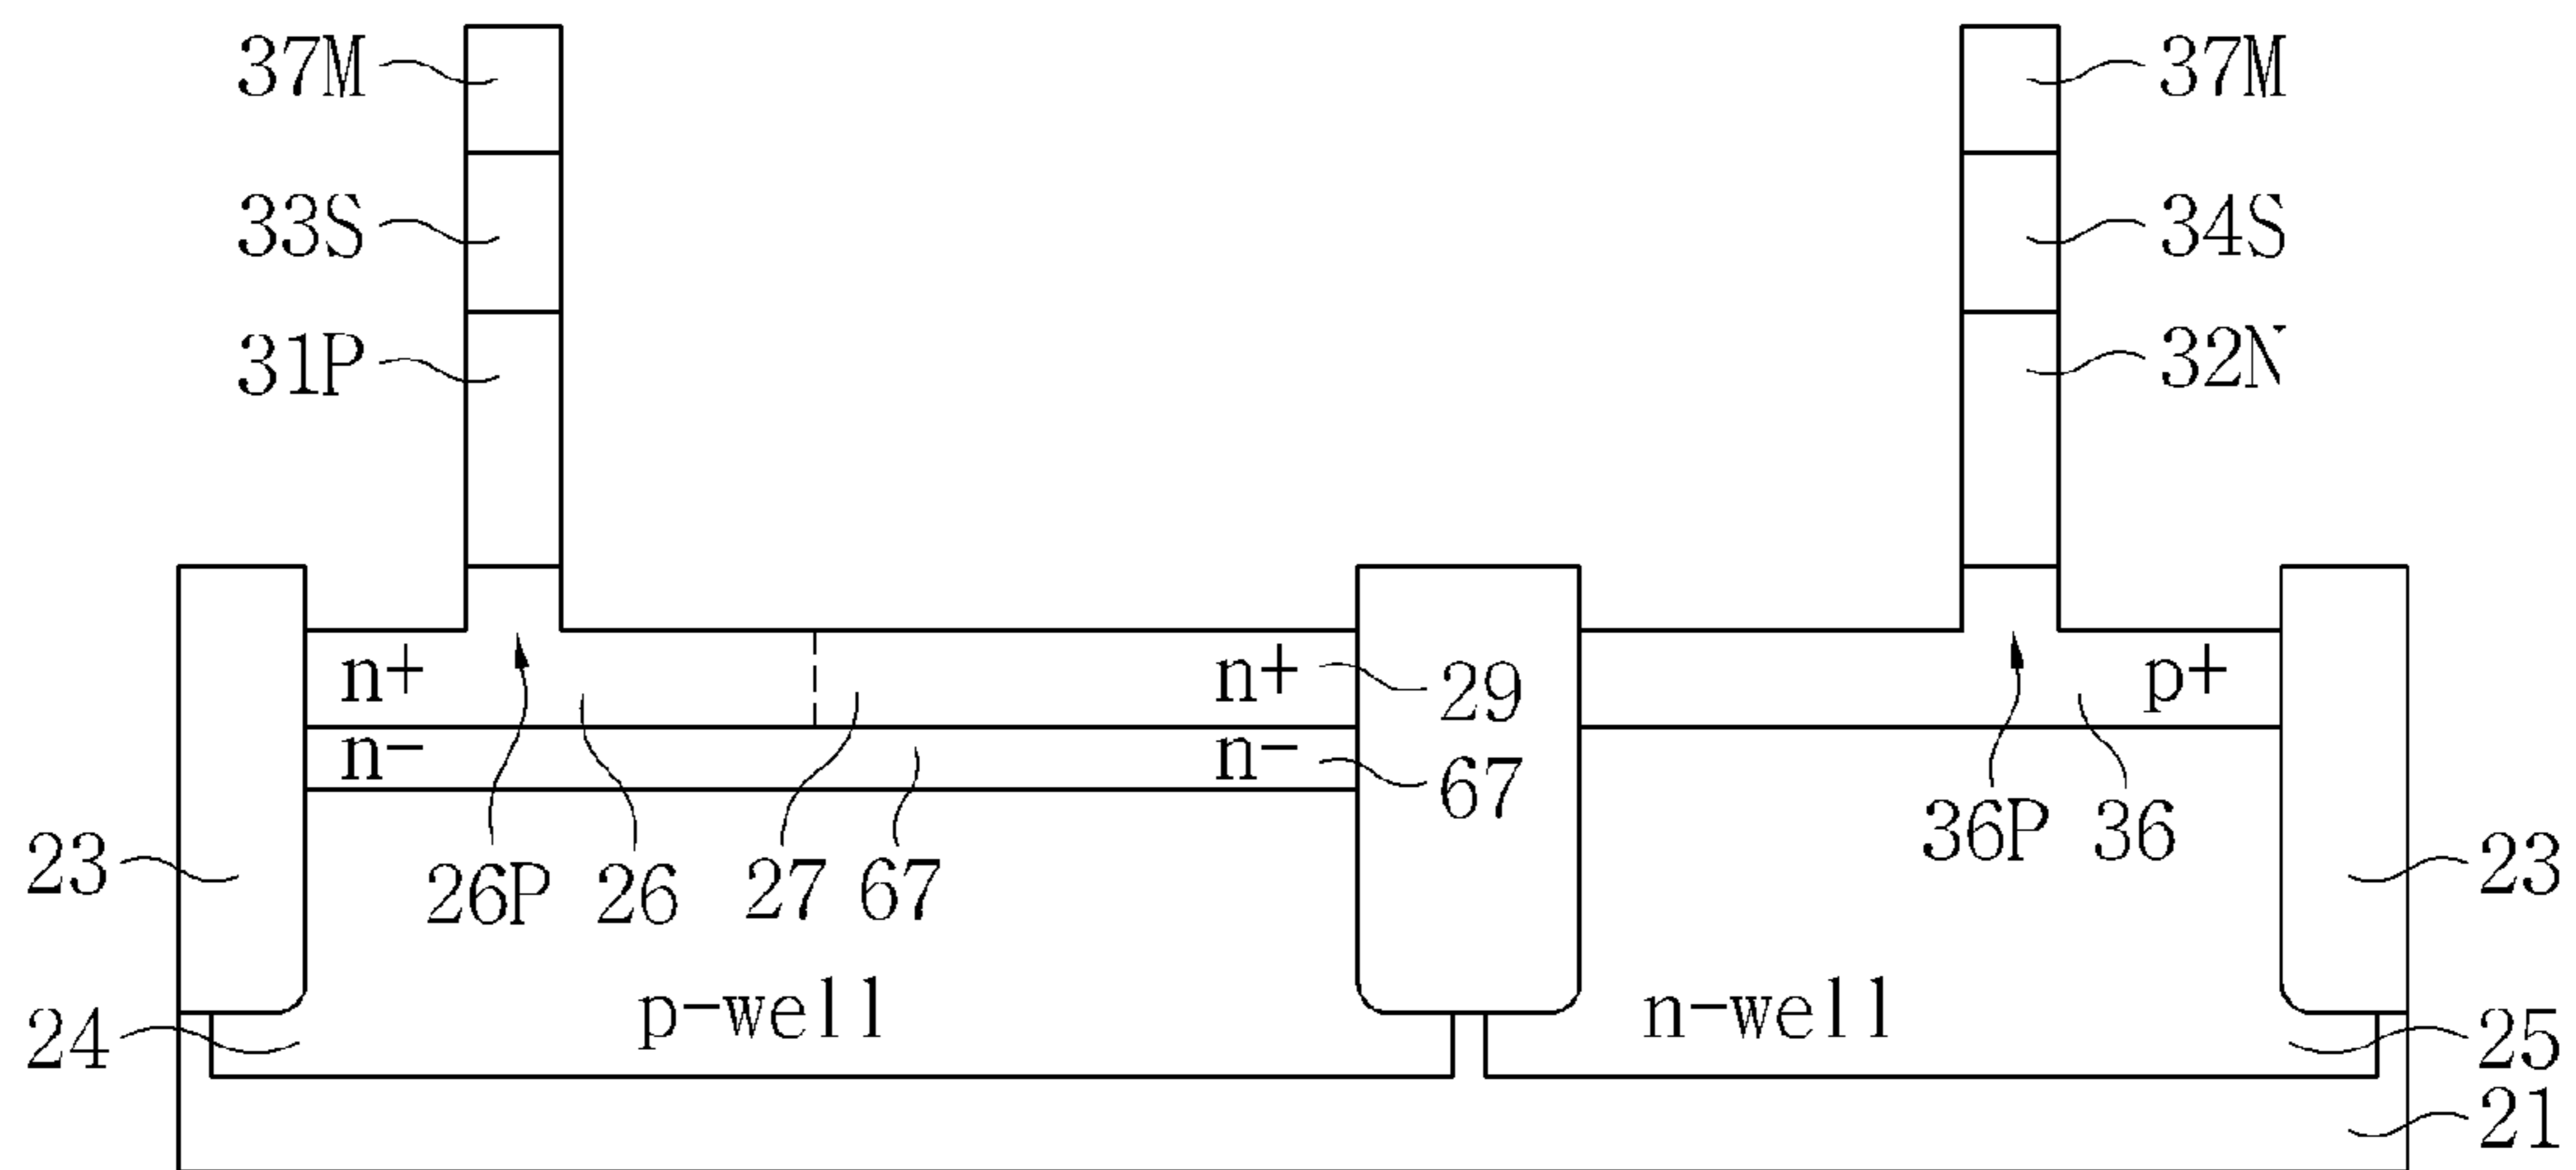 37M 37M
33S 34S
31P 32N
n+ n+ 29 p+
n- n- 67
23 26P 26 27 67 36P 36 23
24 p-well n-well 25
21